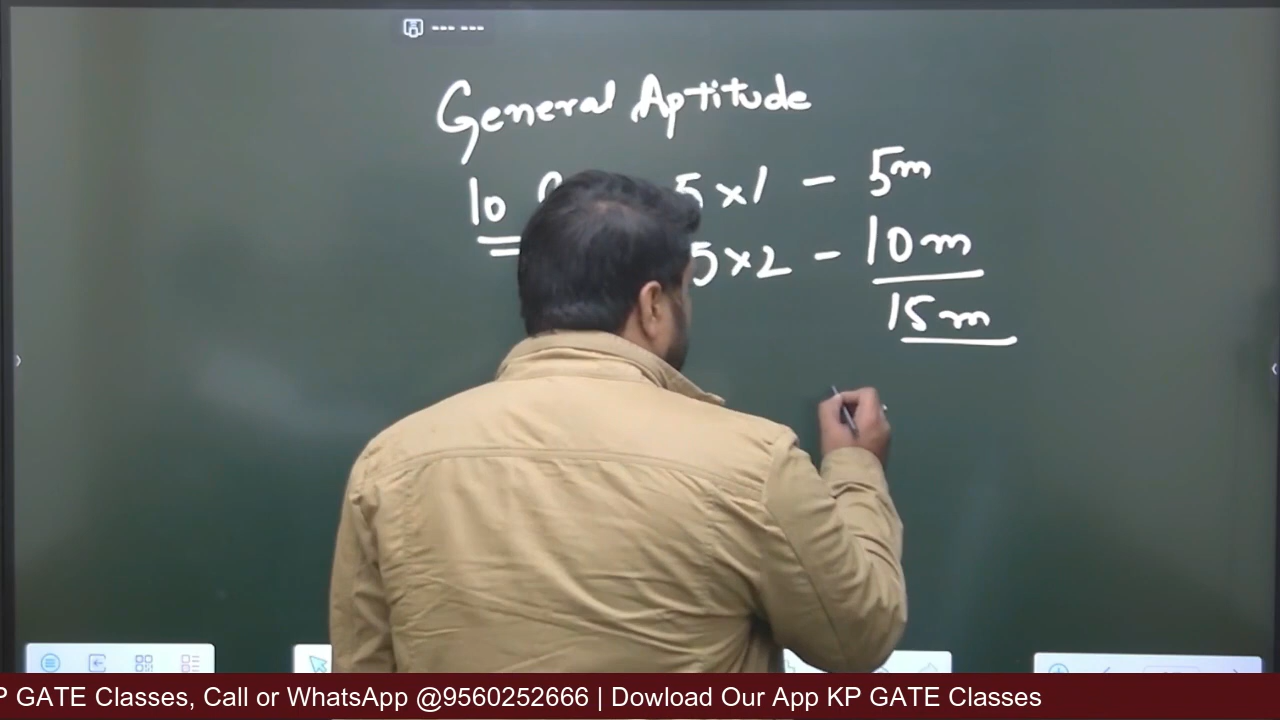 General Aptitude
10 5 x 1 - 5m
5 x 2 - 10m
15m
P GATE Classes, Call or WhatsApp @9560252666 | Dowload Our App KP GATE Classes